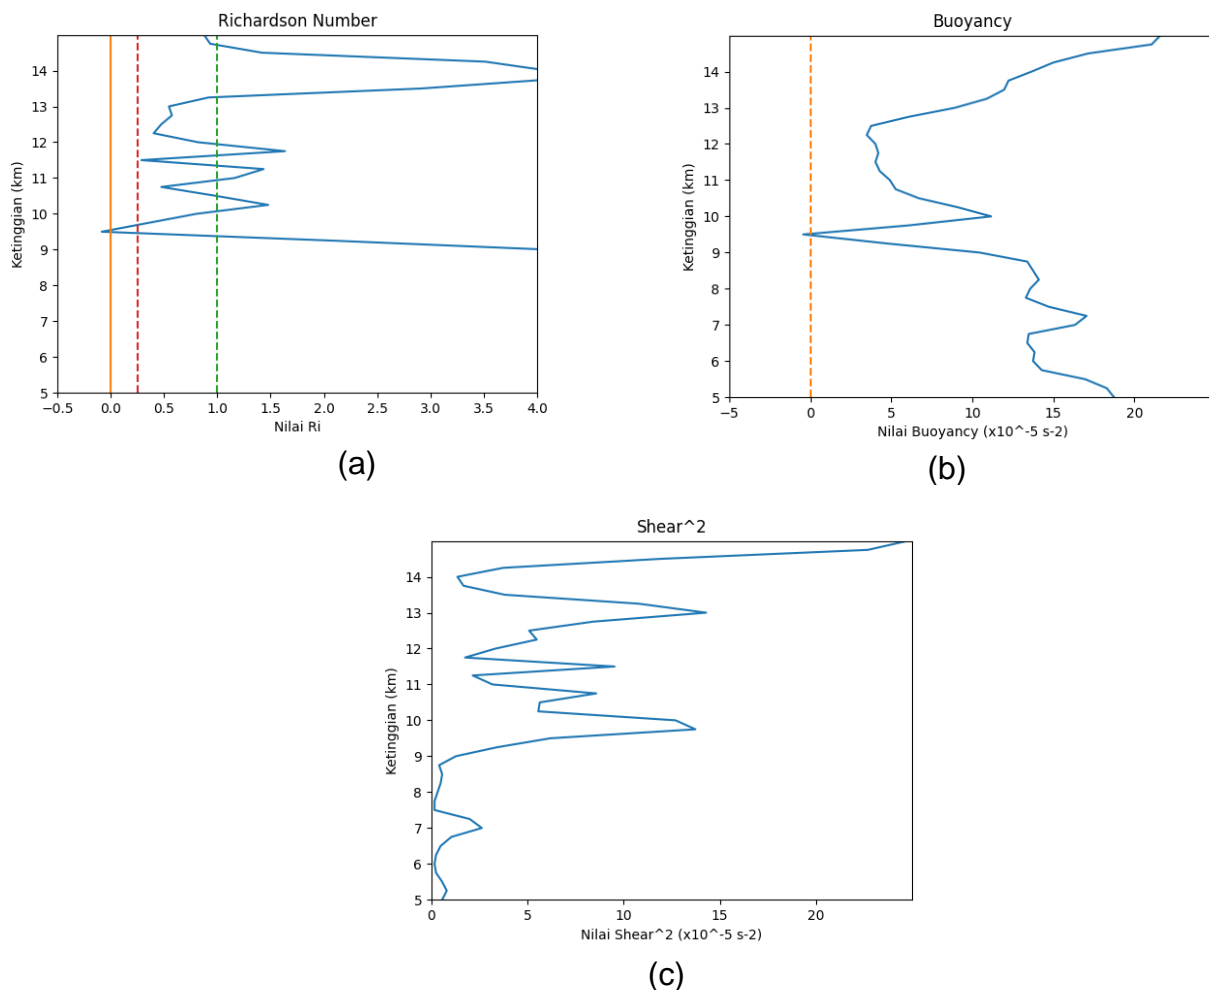 Richardson Number
Ketinggian (km)
14
13
12
11
10
9
8
7
6
5
−0.5 0.0 0.5 1.0 1.5 2.0 2.5 3.0 3.5 4.0
Nilai Ri
(a)
Buoyancy
Ketinggian (km)
14
13
12
11
10
9
8
7
6
5
−5 0 5 10 15 20
Nilai Buoyancy (x10^-5 s-2)
(b)
Shear^2
Ketinggian (km)
14
13
12
11
10
9
8
7
6
5
0 5 10 15 20
Nilai Shear^2 (x10^-5 s-2)
(c)